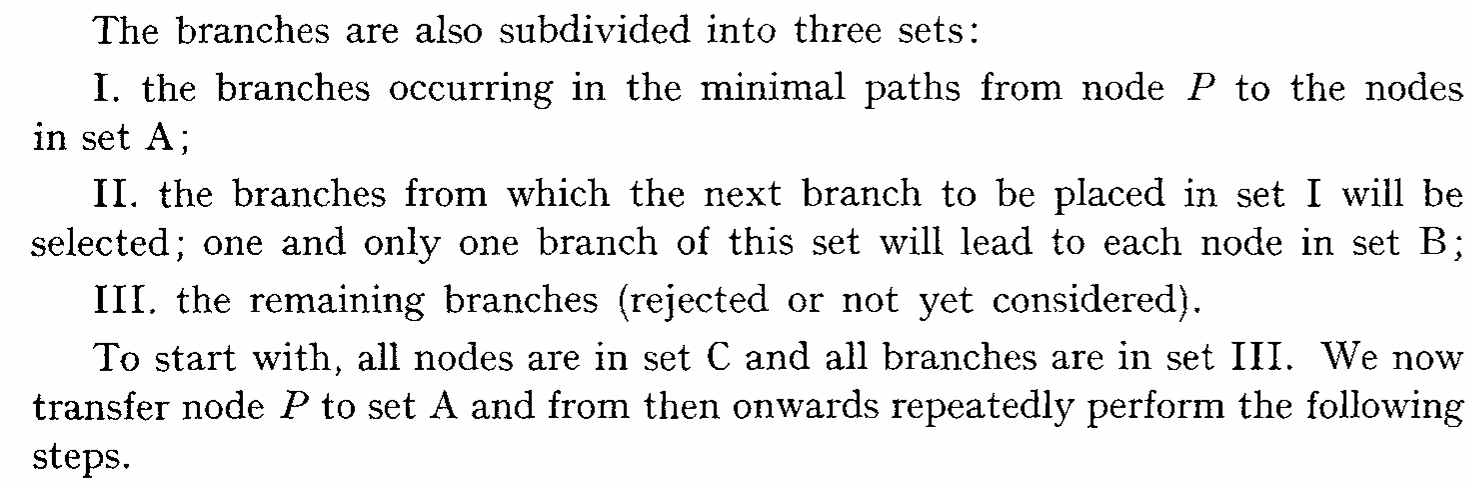 The branches are also subdivided into three sets:
I. the branches occurring in the minimal paths from node P to the nodes
in set A;
II. the branches from which the next branch to be placed in set I will be
selected; one and only one branch of this set will lead to each node in set B;
III. the remaining branches (rejected or not yet considered).
To start with, all nodes are in set C and all branches are in set III. We now
transfer node P to set A and from then onwards repeatedly perform the following
steps.